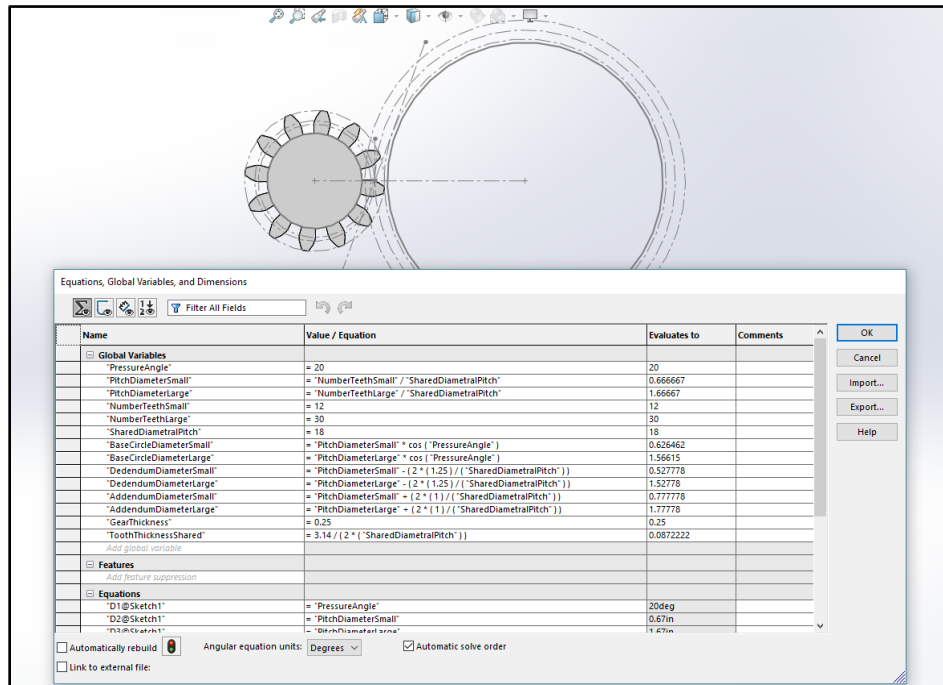 Equations, Global Variables, and Dimensions
Filter All Fields
Name Value / Equation Evaluates to Comments
Global Variables
"PressureAngle" = 20 20
"PitchDiameterSmall" = "NumberTeethSmall" / "SharedDiametralPitch" 0.666667
"PitchDiameterLarge" = "NumberTeethLarge" / "SharedDiametralPitch" 1.66667
"NumberTeethSmall" = 12 12
"NumberTeethLarge" = 30 30
"SharedDiametralPitch" = 18 18
"BaseCircleDiameterSmall" = "PitchDiameterSmall" * cos ( "PressureAngle" ) 0.626462
"BaseCircleDiameterLarge" = "PitchDiameterLarge" * cos ( "PressureAngle" ) 1.56615
"DedendumDiameterSmall" = "PitchDiameterSmall" - ( 2 * ( 1.25 ) / ( "SharedDiametralPitch" ) ) 0.527778
"DedendumDiameterLarge" = "PitchDiameterLarge" - ( 2 * ( 1.25 ) / ( "SharedDiametralPitch" ) ) 1.52778
"AddendumDiameterSmall" = "PitchDiameterSmall" + ( 2 * ( 1 ) / ( "SharedDiametralPitch" ) ) 0.777778
"AddendumDiameterLarge" = "PitchDiameterLarge" + ( 2 * ( 1 ) / ( "SharedDiametralPitch" ) ) 1.77778
"GearThickness" = 0.25 0.25
"ToothThicknessShared" = 3.14 / ( 2 * ( "SharedDiametralPitch" ) ) 0.0872222
Add global variable
Features
Add feature suppression
Equations
"D1@Sketch1" = "PressureAngle" 20deg
"D2@Sketch1" = "PitchDiameterSmall" 0.67in
"D3@Sketch1" = "PitchDiameterLarge" 1.67in
OK
Cancel
Import...
Export...
Help
Automatically rebuild Angular equation units: Degrees Automatic solve order
Link to external file: